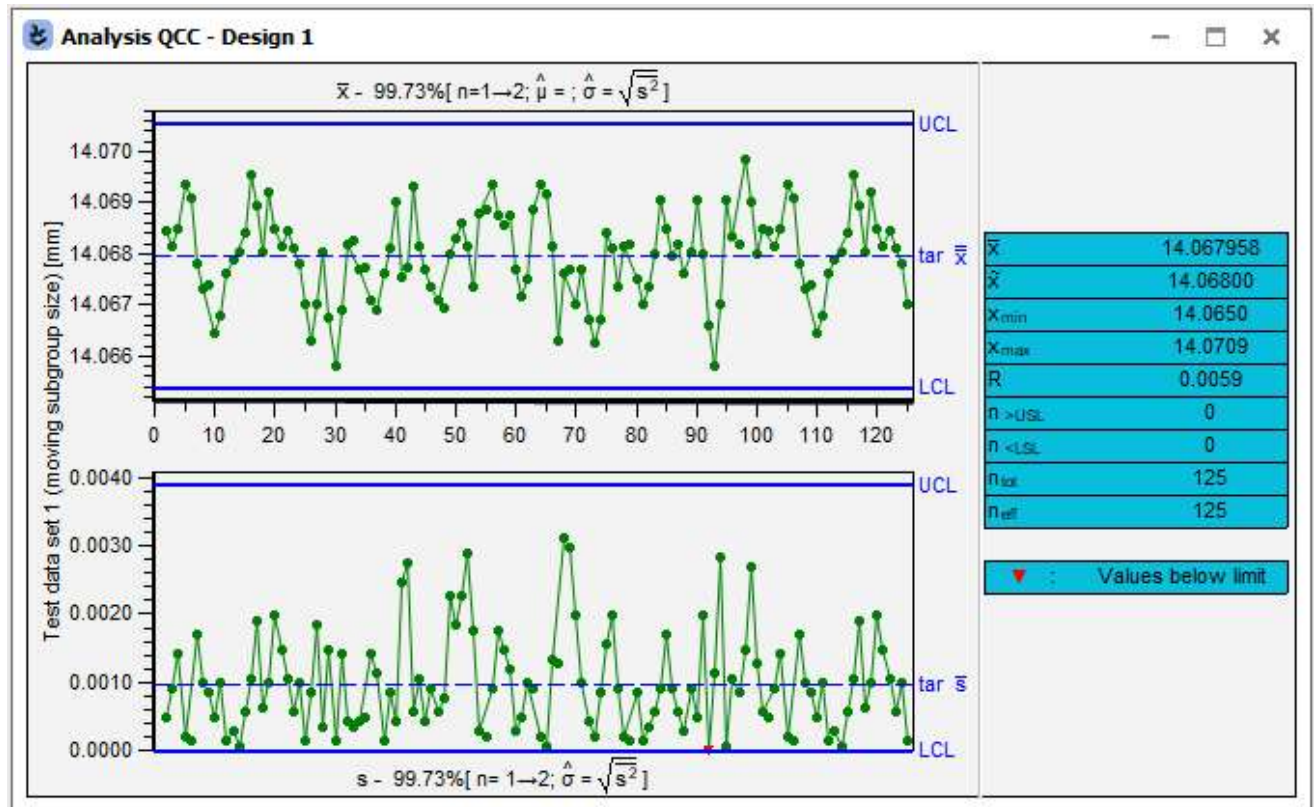 Analysis QCC - Design 1
x̿ - 99.73%[ n=1→2; μ̂ = ; σ̂ = √s̅² ]
UCL
14.070
14.069
14.068
14.067
14.066
tar x̿
LCL
0 10 20 30 40 50 60 70 80 90 100 110 120
Test data set 1 (moving subgroup size) [mm]
0.0040
0.0030
0.0020
0.0010
0.0000
UCL
tar s̅
LCL
s - 99.73%[ n= 1→2; σ̂ = √s̅² ]
x̅ 14.067958
x̃ 14.06800
xmin 14.0650
xmax 14.0709
R 0.0059
n >USL 0
n <LSL 0
ntot 125
neff 125
▼ : Values below limit